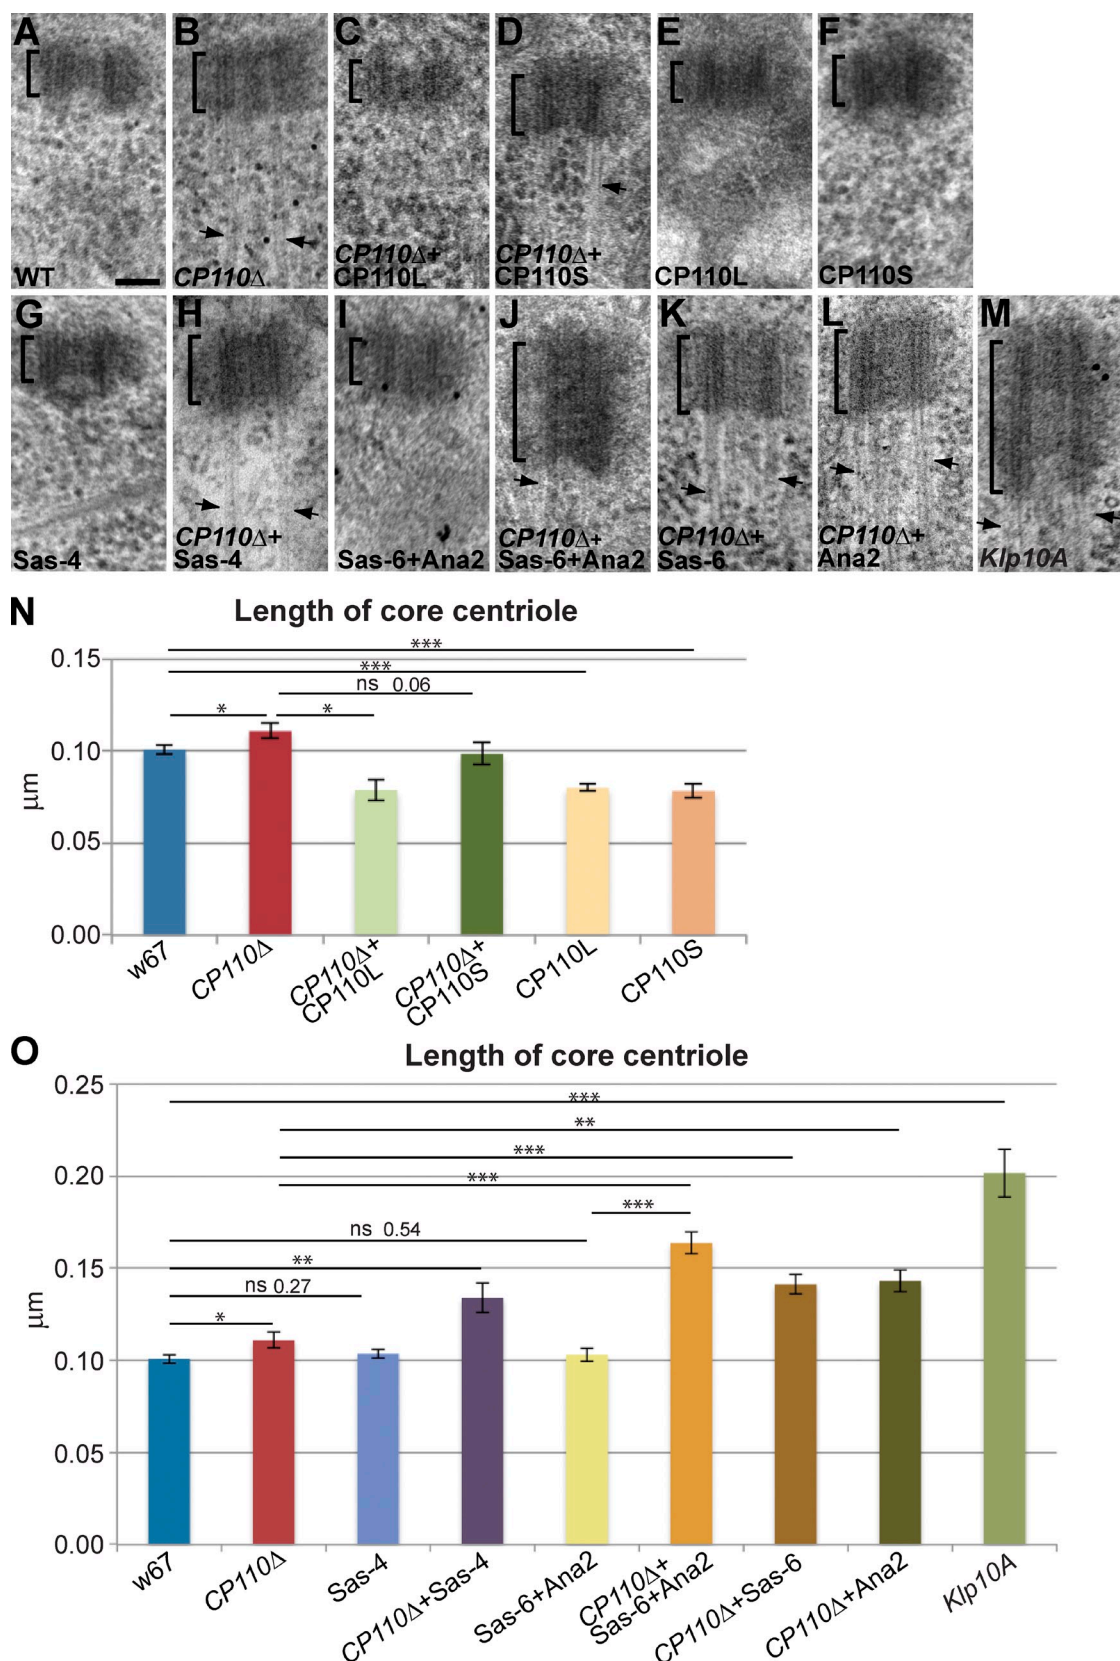 A B C D E F
WT CP110Δ CP110Δ+ CP110Δ+ CP110L CP110S
CP110L CP110S
G H I J K L M
Sas-4 CP110Δ+ Sas-6+Ana2 CP110Δ+ CP110Δ+ CP110Δ+ Klp10A
Sas-4 Sas-6+Ana2 Sas-6 Ana2
N
Length of core centriole
***
0.15
***
ns 0.06
* *
0.10
μm
0.05
0.00
w67 CP110Δ CP110Δ+ CP110Δ+ CP110L CP110S
CP110L CP110S
O
Length of core centriole
0.25
***
**
***
0.20
***
***
ns 0.54
0.15
**
ns 0.27
*
μm
0.10
0.05
0.00
w67 CP110Δ Sas-4 CP110Δ+Sas-4 Sas-6+Ana2 CP110Δ+ CP110Δ+Sas-6 CP110Δ+Ana2 Klp10A
Sas-6+Ana2